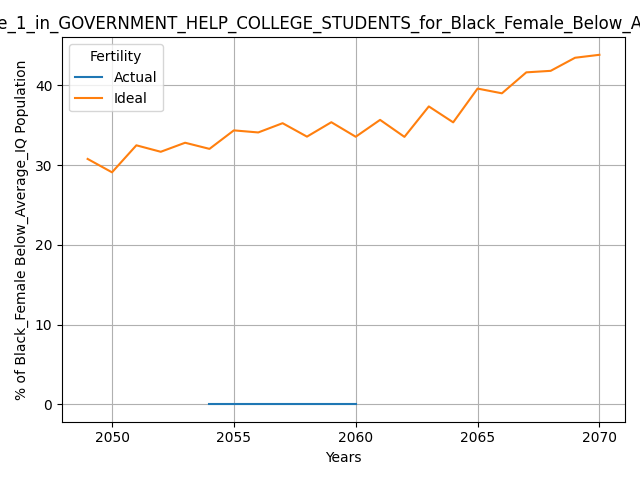 e_1_in_GOVERNMENT_HELP_COLLEGE_STUDENTS_for_Black_Female_Below_A
Fertility
Actual
Ideal
% of Black_Female Below_Average_IQ Population
40
30
20
10
0
2050 2055 2060 2065 2070
Years